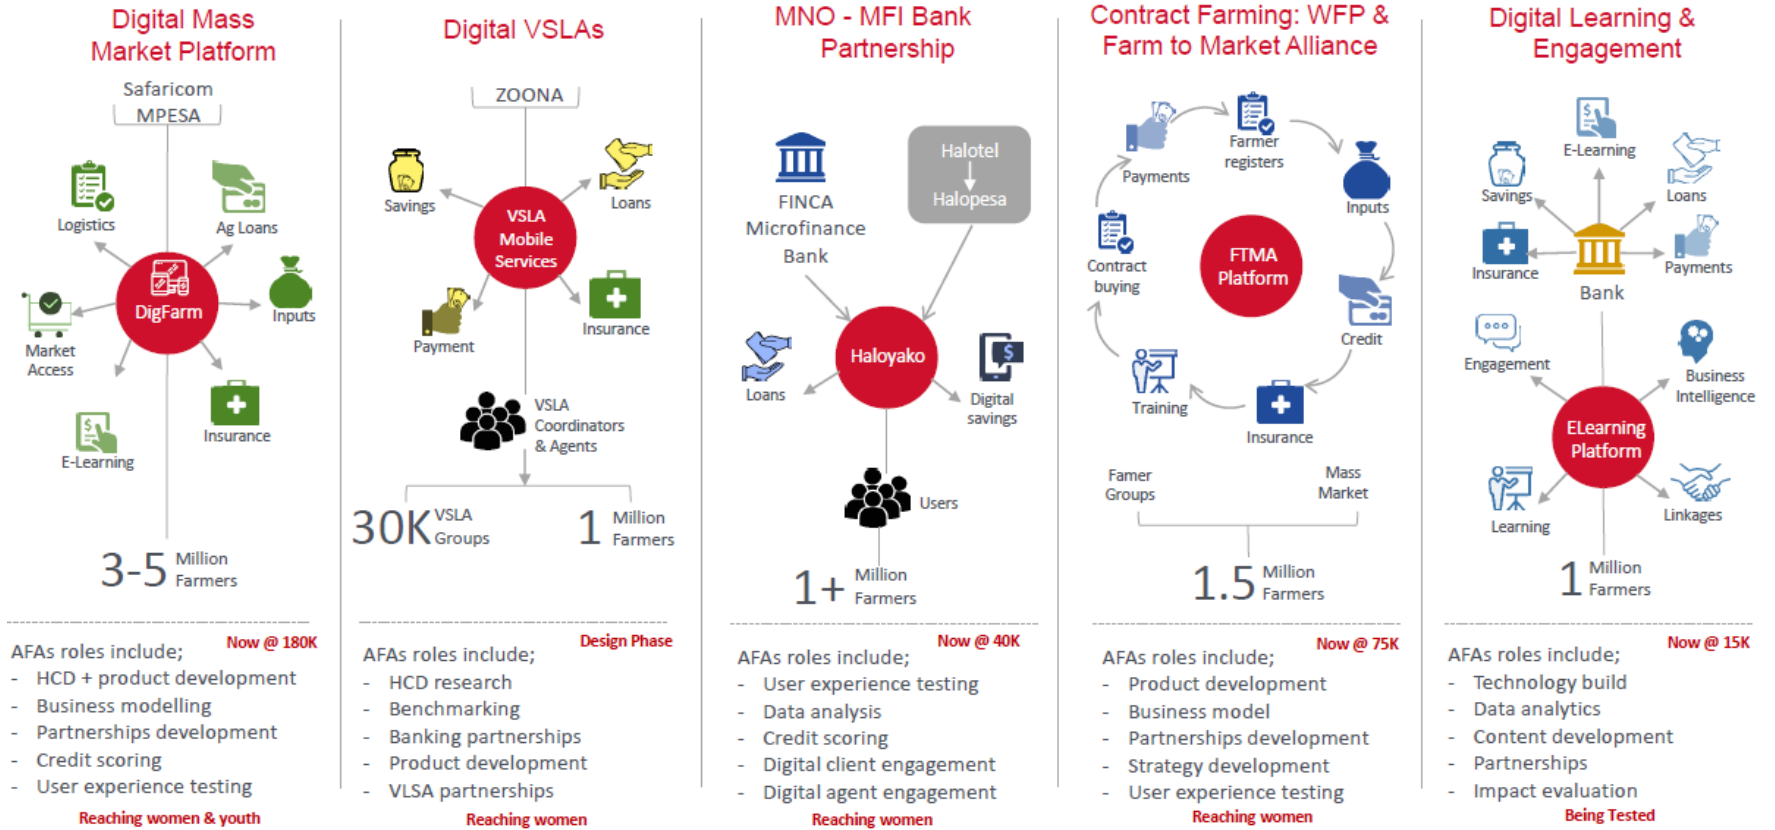 Digital Mass
Market Platform
Safaricom
MPESA
Logistics
Ag Loans
DigFarm
Inputs
Market
Access
Insurance
E-Learning
3-5 Million
Farmers
Now @ 180K
AFAs roles include;
- HCD + product development
- Business modelling
- Partnerships development
- Credit scoring
- User experience testing
Reaching women & youth
Digital VSLAs
ZOONA
Savings
Loans
VSLA
Mobile
Services
Payment
Insurance
VSLA
Coordinators
& Agents
30K VSLA
Groups
1 Million
Farmers
Design Phase
AFAs roles include;
- HCD research
- Benchmarking
- Banking partnerships
- Product development
- VLSA partnerships
Reaching women
MNO - MFI Bank
Partnership
FINCA
Microfinance
Bank
Halotel
Halopesa
Haloyako
Loans
$
Digital
savings
Users
1+ Million
Farmers
Now @ 40K
AFAs roles include;
- User experience testing
- Data analysis
- Credit scoring
- Digital client engagement
- Digital agent engagement
Reaching women
Contract Farming: WFP &
Farm to Market Alliance
Payments
Farmer
registers
Inputs
Contract
buying
FTMA
Platform
Credit
Training
Insurance
Famer
Groups
Mass
Market
1.5 Million
Farmers
Now @ 75K
AFAs roles include;
- Product development
- Business model
- Partnerships development
- Strategy development
- User experience testing
Reaching women
Digital Learning &
Engagement
E-Learning
Savings
Loans
Insurance
Payments
Bank
Engagement
Business
Intelligence
ELearning
Platform
Learning
Linkages
1 Million
Farmers
Now @ 15K
AFAs roles include;
- Technology build
- Data analytics
- Content development
- Partnerships
- Impact evaluation
Being Tested